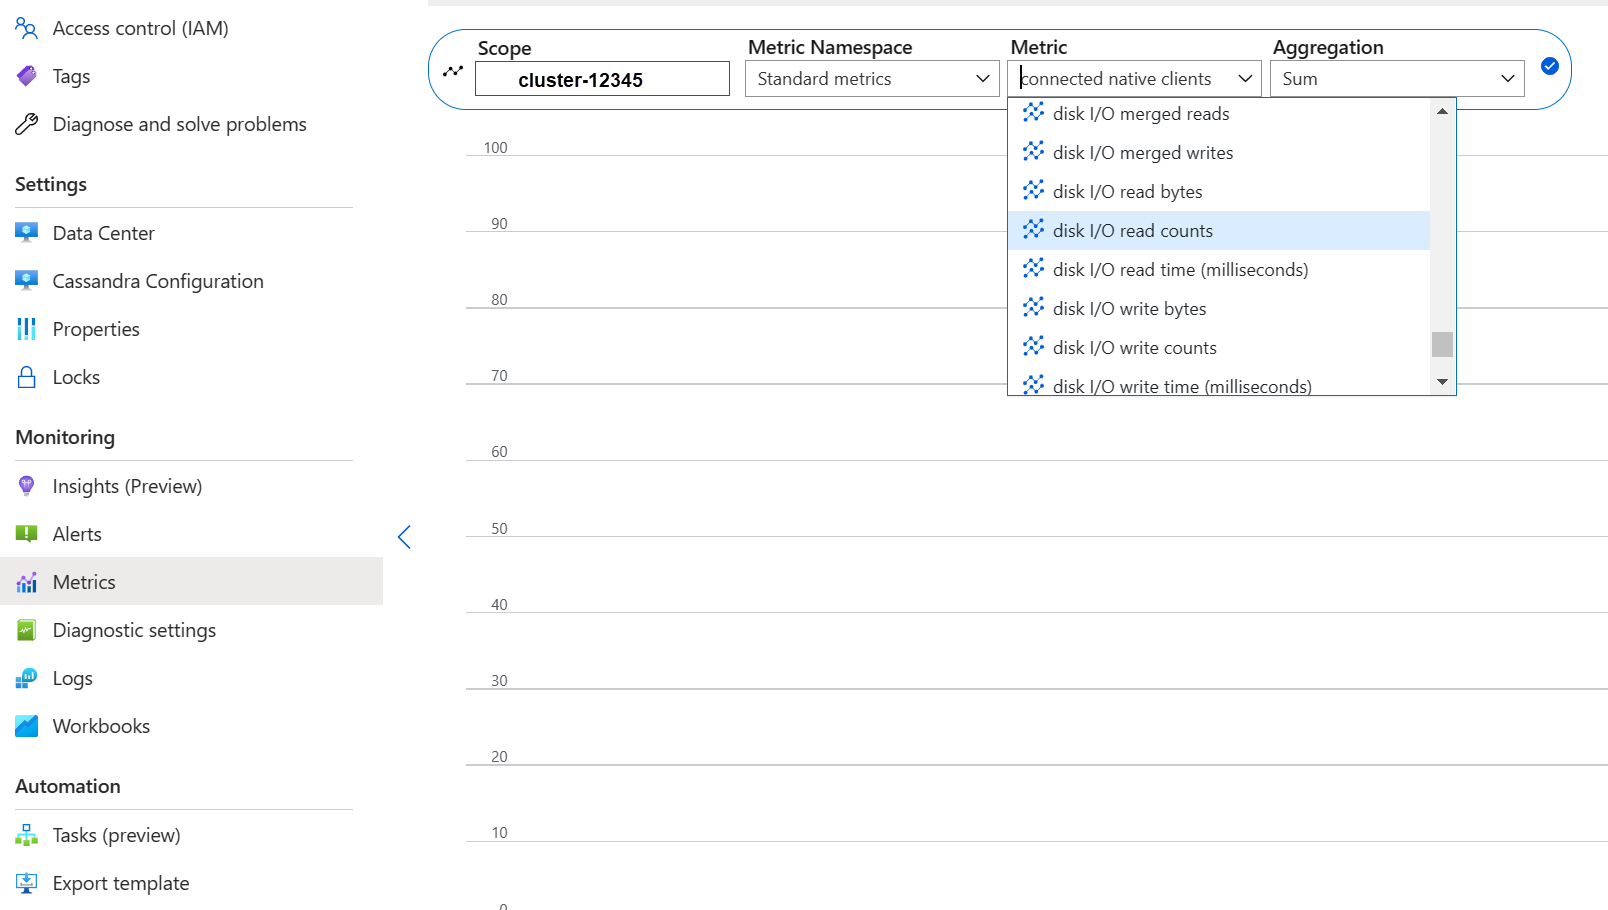 Access control (IAM)
Tags
Diagnose and solve problems
Settings
Data Center
Cassandra Configuration
Properties
Locks
Monitoring
Insights (Preview)
Alerts
Metrics
Diagnostic settings
Logs
Workbooks
Automation
Tasks (preview)
Export template
Scope
cluster-12345
Metric Namespace
Standard metrics
Metric
connected native clients
Aggregation
Sum
disk I/O merged reads
disk I/O merged writes
disk I/O read bytes
disk I/O read counts
disk I/O read time (milliseconds)
disk I/O write bytes
disk I/O write counts
disk I/O write time (milliseconds)
100
90
80
70
60
50
40
30
20
10
0